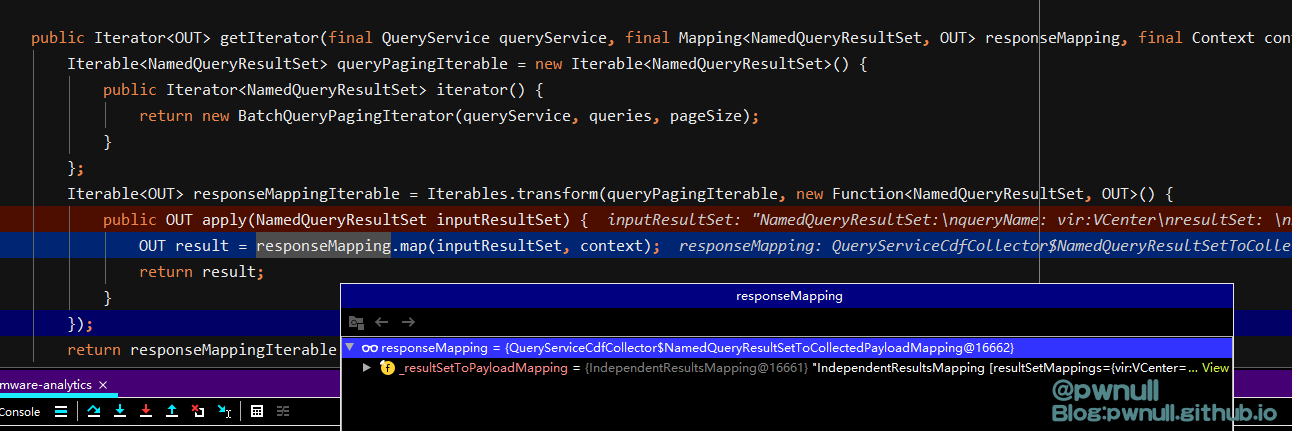 public Iterator<OUT> getIterator(final QueryService queryService, final Mapping<NamedQueryResultSet, OUT> responseMapping, final Context con
Iterable<NamedQueryResultSet> queryPagingIterable = new Iterable<NamedQueryResultSet>() {
public Iterator<NamedQueryResultSet> iterator() {
return new BatchQueryPagingIterator(queryService, queries, pageSize);
}
};
Iterable<OUT> responseMappingIterable = Iterables.transform(queryPagingIterable, new Function<NamedQueryResultSet, OUT>() {
public OUT apply(NamedQueryResultSet inputResultSet) {  inputResultSet: "NamedQueryResultSet:\nqueryName: vir:VCenter\nresultSet: \n
OUT result = responseMapping.map(inputResultSet, context);  responseMapping: QueryServiceCdfCollector$NamedQueryResultSetToColle
return result;
}
responseMapping
});
return responseMappingIterable
responseMapping = {QueryServiceCdfCollector$NamedQueryResultSetToCollectedPayloadMapping@16662}
_resultSetToPayloadMapping = {IndependentResultsMapping@16661} "IndependentResultsMapping [resultSetMappings={vir:VCenter=... View
mware-analytics
Console
@pwnull
Blog:pwnull.github.io